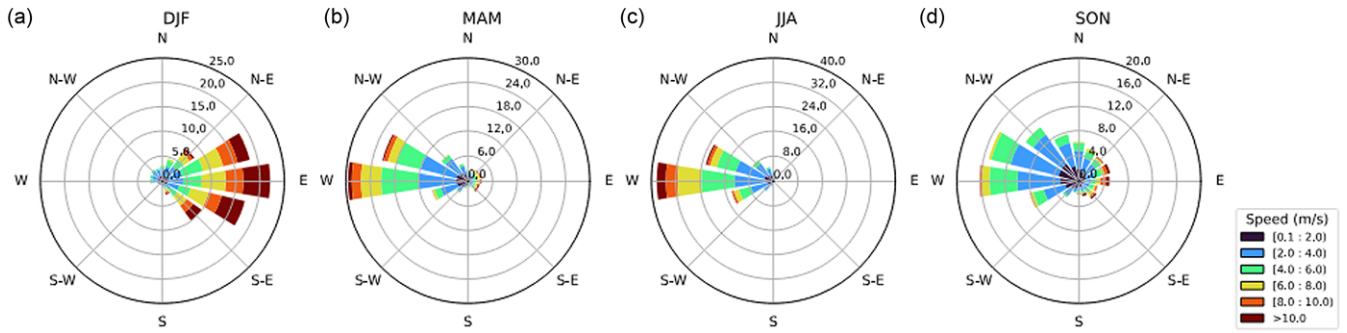 (a) DJF
N
N-W
N-E
W
E
S-W
S-E
S
25.0
20.0
15.0
10.0
5.0
0.0
(b) MAM
N
N-W
N-E
W
E
S-W
S-E
S
30.0
24.0
18.0
12.0
6.0
0.0
(c) JJA
N
N-W
N-E
W
E
S-W
S-E
S
40.0
32.0
24.0
16.0
8.0
0.0
(d) SON
N
N-W
N-E
W
E
S-W
S-E
S
20.0
16.0
12.0
8.0
4.0
0.0
Speed (m/s)
[0.1 : 2.0)
[2.0 : 4.0)
[4.0 : 6.0)
[6.0 : 8.0)
[8.0 : 10.0)
>10.0